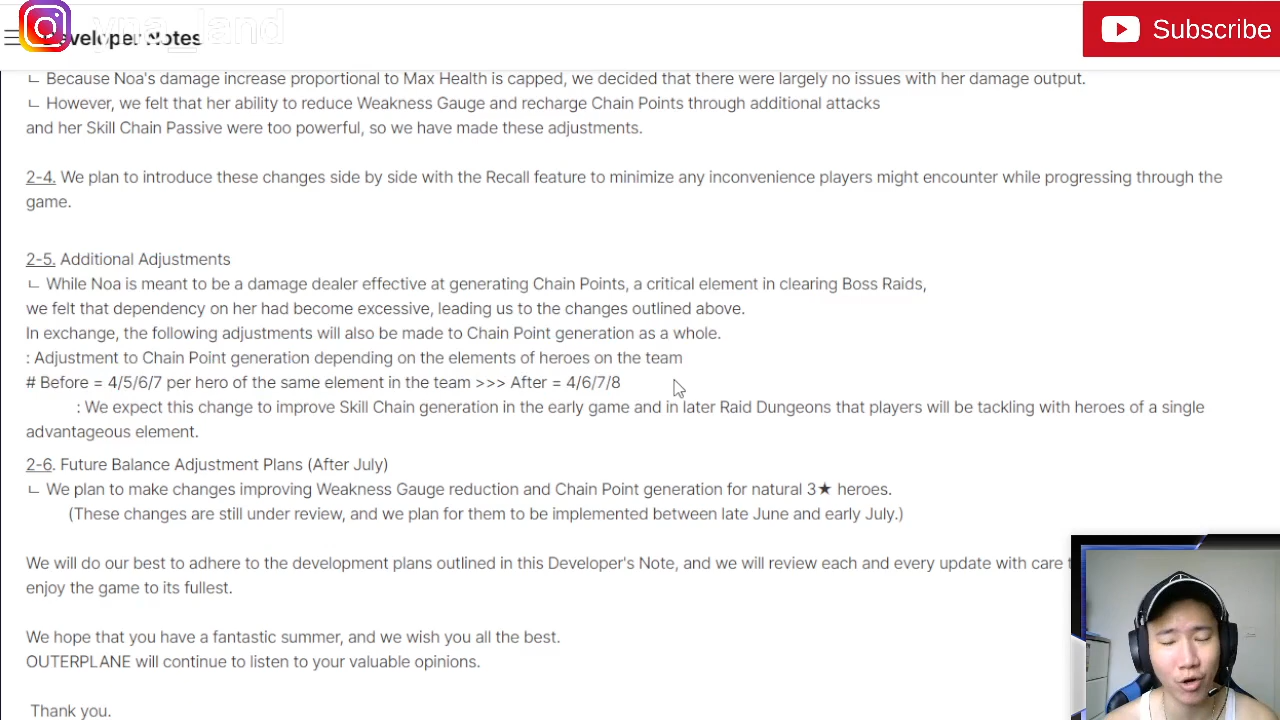 yna_land
Developer Notes
Subscribe
ㄴ Because Noa's damage increase proportional to Max Health is capped, we decided that there were largely no issues with her damage output.
ㄴ However, we felt that her ability to reduce Weakness Gauge and recharge Chain Points through additional attacks
and her Skill Chain Passive were too powerful, so we have made these adjustments.
2-4. We plan to introduce these changes side by side with the Recall feature to minimize any inconvenience players might encounter while progressing through the
game.
2-5. Additional Adjustments
ㄴ While Noa is meant to be a damage dealer effective at generating Chain Points, a critical element in clearing Boss Raids,
we felt that dependency on her had become excessive, leading us to the changes outlined above.
In exchange, the following adjustments will also be made to Chain Point generation as a whole.
: Adjustment to Chain Point generation depending on the elements of heroes on the team
# Before = 4/5/6/7 per hero of the same element in the team >>> After = 4/6/7/8
: We expect this change to improve Skill Chain generation in the early game and in later Raid Dungeons that players will be tackling with heroes of a single
advantageous element.
2-6. Future Balance Adjustment Plans (After July)
ㄴ We plan to make changes improving Weakness Gauge reduction and Chain Point generation for natural 3★ heroes.
(These changes are still under review, and we plan for them to be implemented between late June and early July.)
We will do our best to adhere to the development plans outlined in this Developer's Note, and we will review each and every update with care
enjoy the game to its fullest.
We hope that you have a fantastic summer, and we wish you all the best.
OUTERPLANE will continue to listen to your valuable opinions.
Thank you.